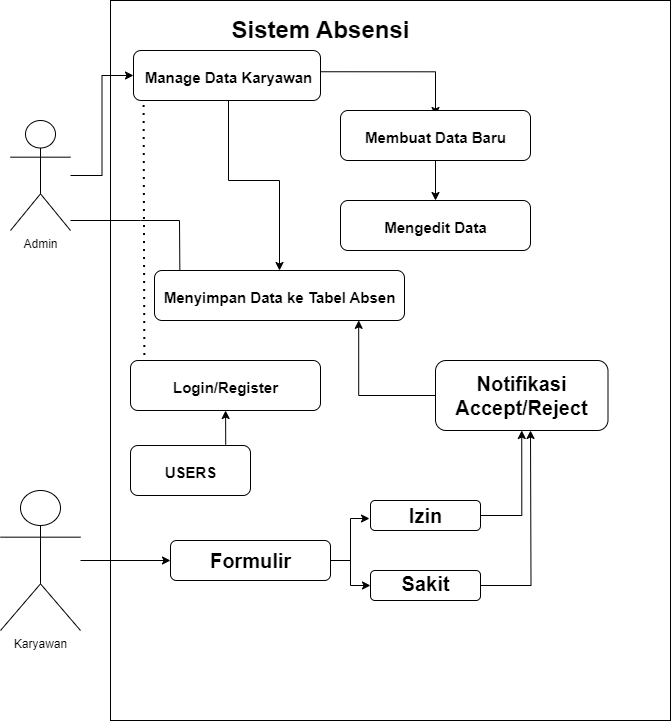 Sistem Absensi
Manage Data Karyawan
Membuat Data Baru
Admin
Mengedit Data
Menyimpan Data ke Tabel Absen
Login/Register
Notifikasi
Accept/Reject
USERS
Izin
Formulir
Sakit
Karyawan